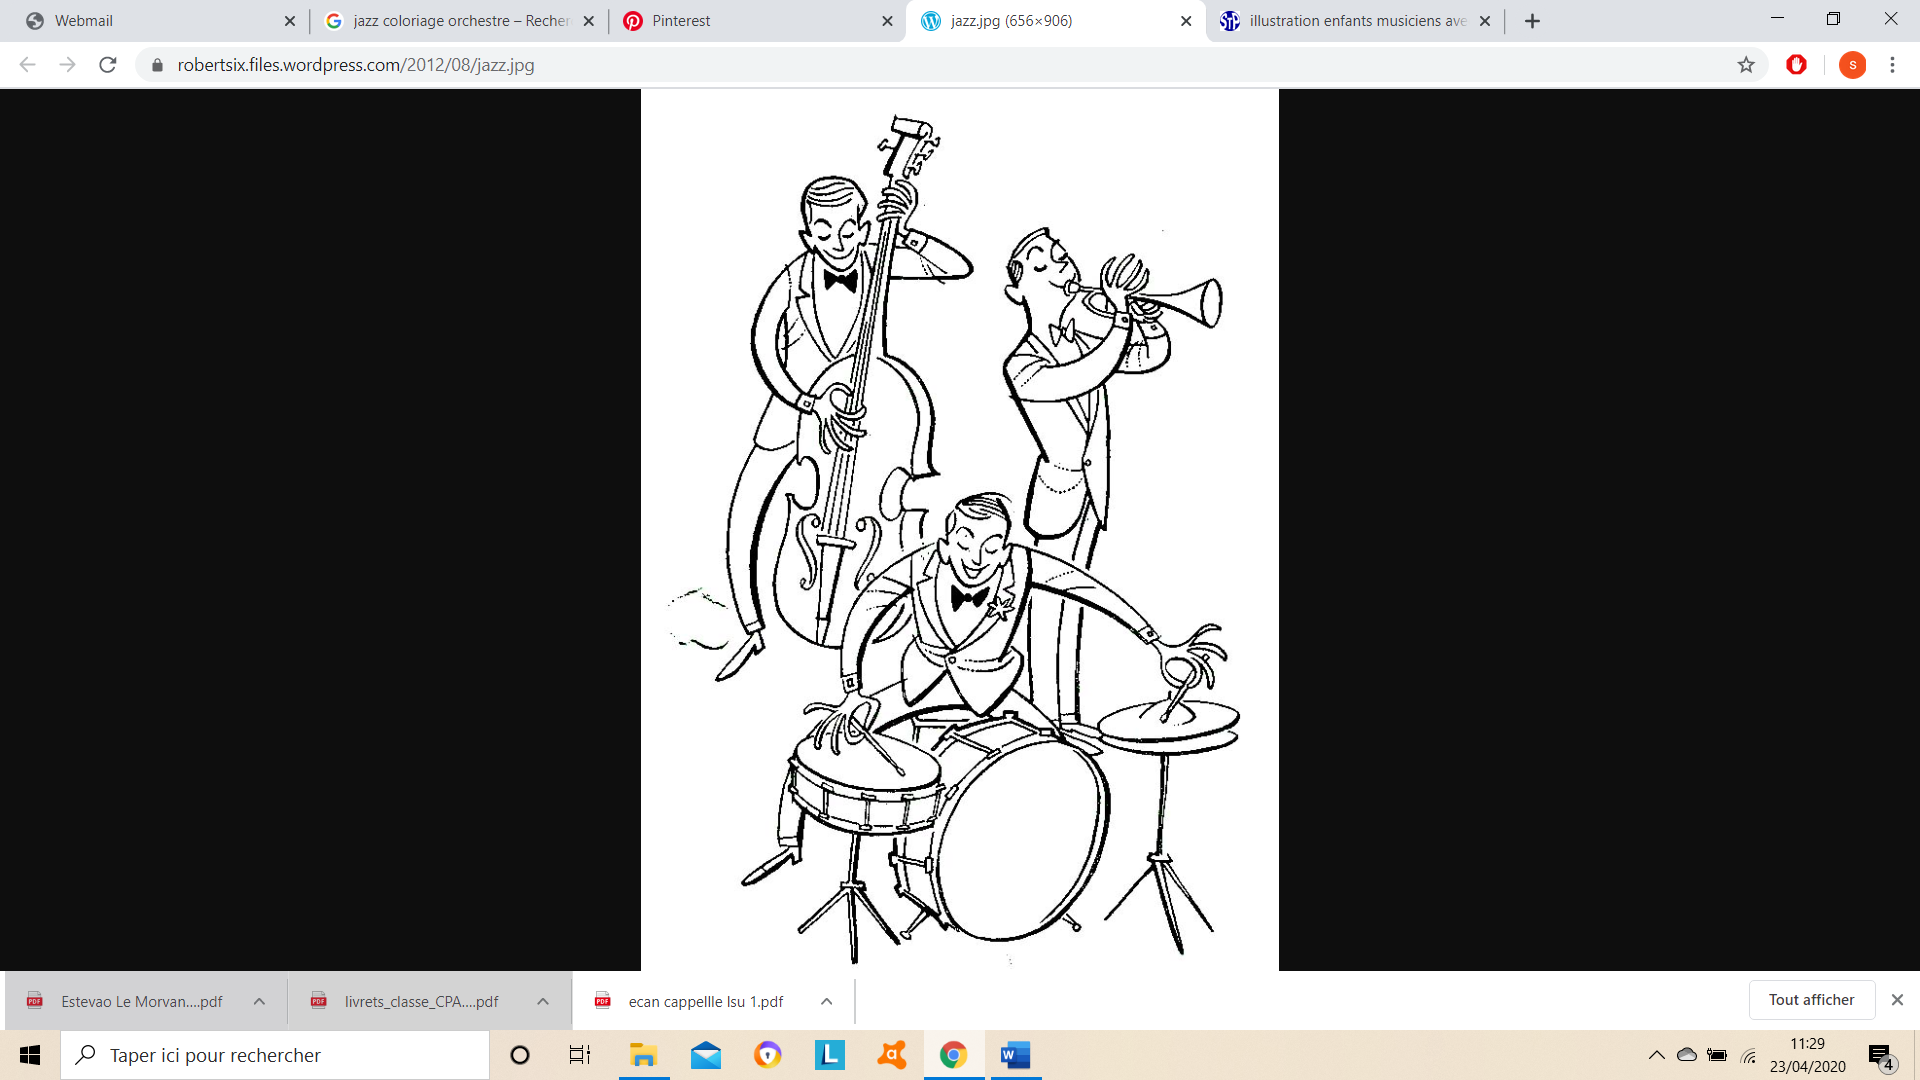 Webmail
jazz coloriage orchestre – Recher
Pinterest
jazz.jpg (656×906)
illustration enfants musiciens ave
robertsix.files.wordpress.com/2012/08/jazz.jpg
S
Estevao Le Morvan....pdf
livrets_classe_CPA....pdf
ecan cappellle lsu 1.pdf
Tout afficher
Taper ici pour rechercher
L
W
11:29
23/04/2020
4